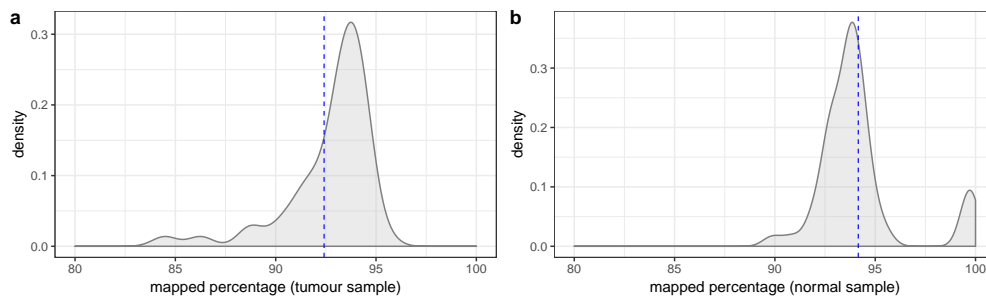 a
density
0.3
0.2
0.1
0.0
80 85 90 95 100
mapped percentage (tumour sample)
b
density
0.3
0.2
0.1
0.0
80 85 90 95 100
mapped percentage (normal sample)